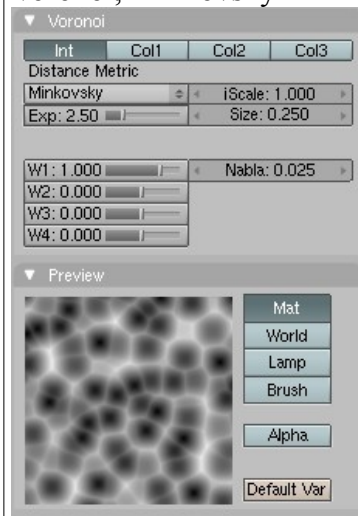 Voronoi
Int Col1 Col2 Col3
Distance Metric
Minkovsky iScale: 1.000
Exp: 2.50 Size: 0.250
W1: 1.000 Nabla: 0.025
W2: 0.000
W3: 0.000
W4: 0.000
Preview
Mat
World
Lamp
Brush
Alpha
Default Var